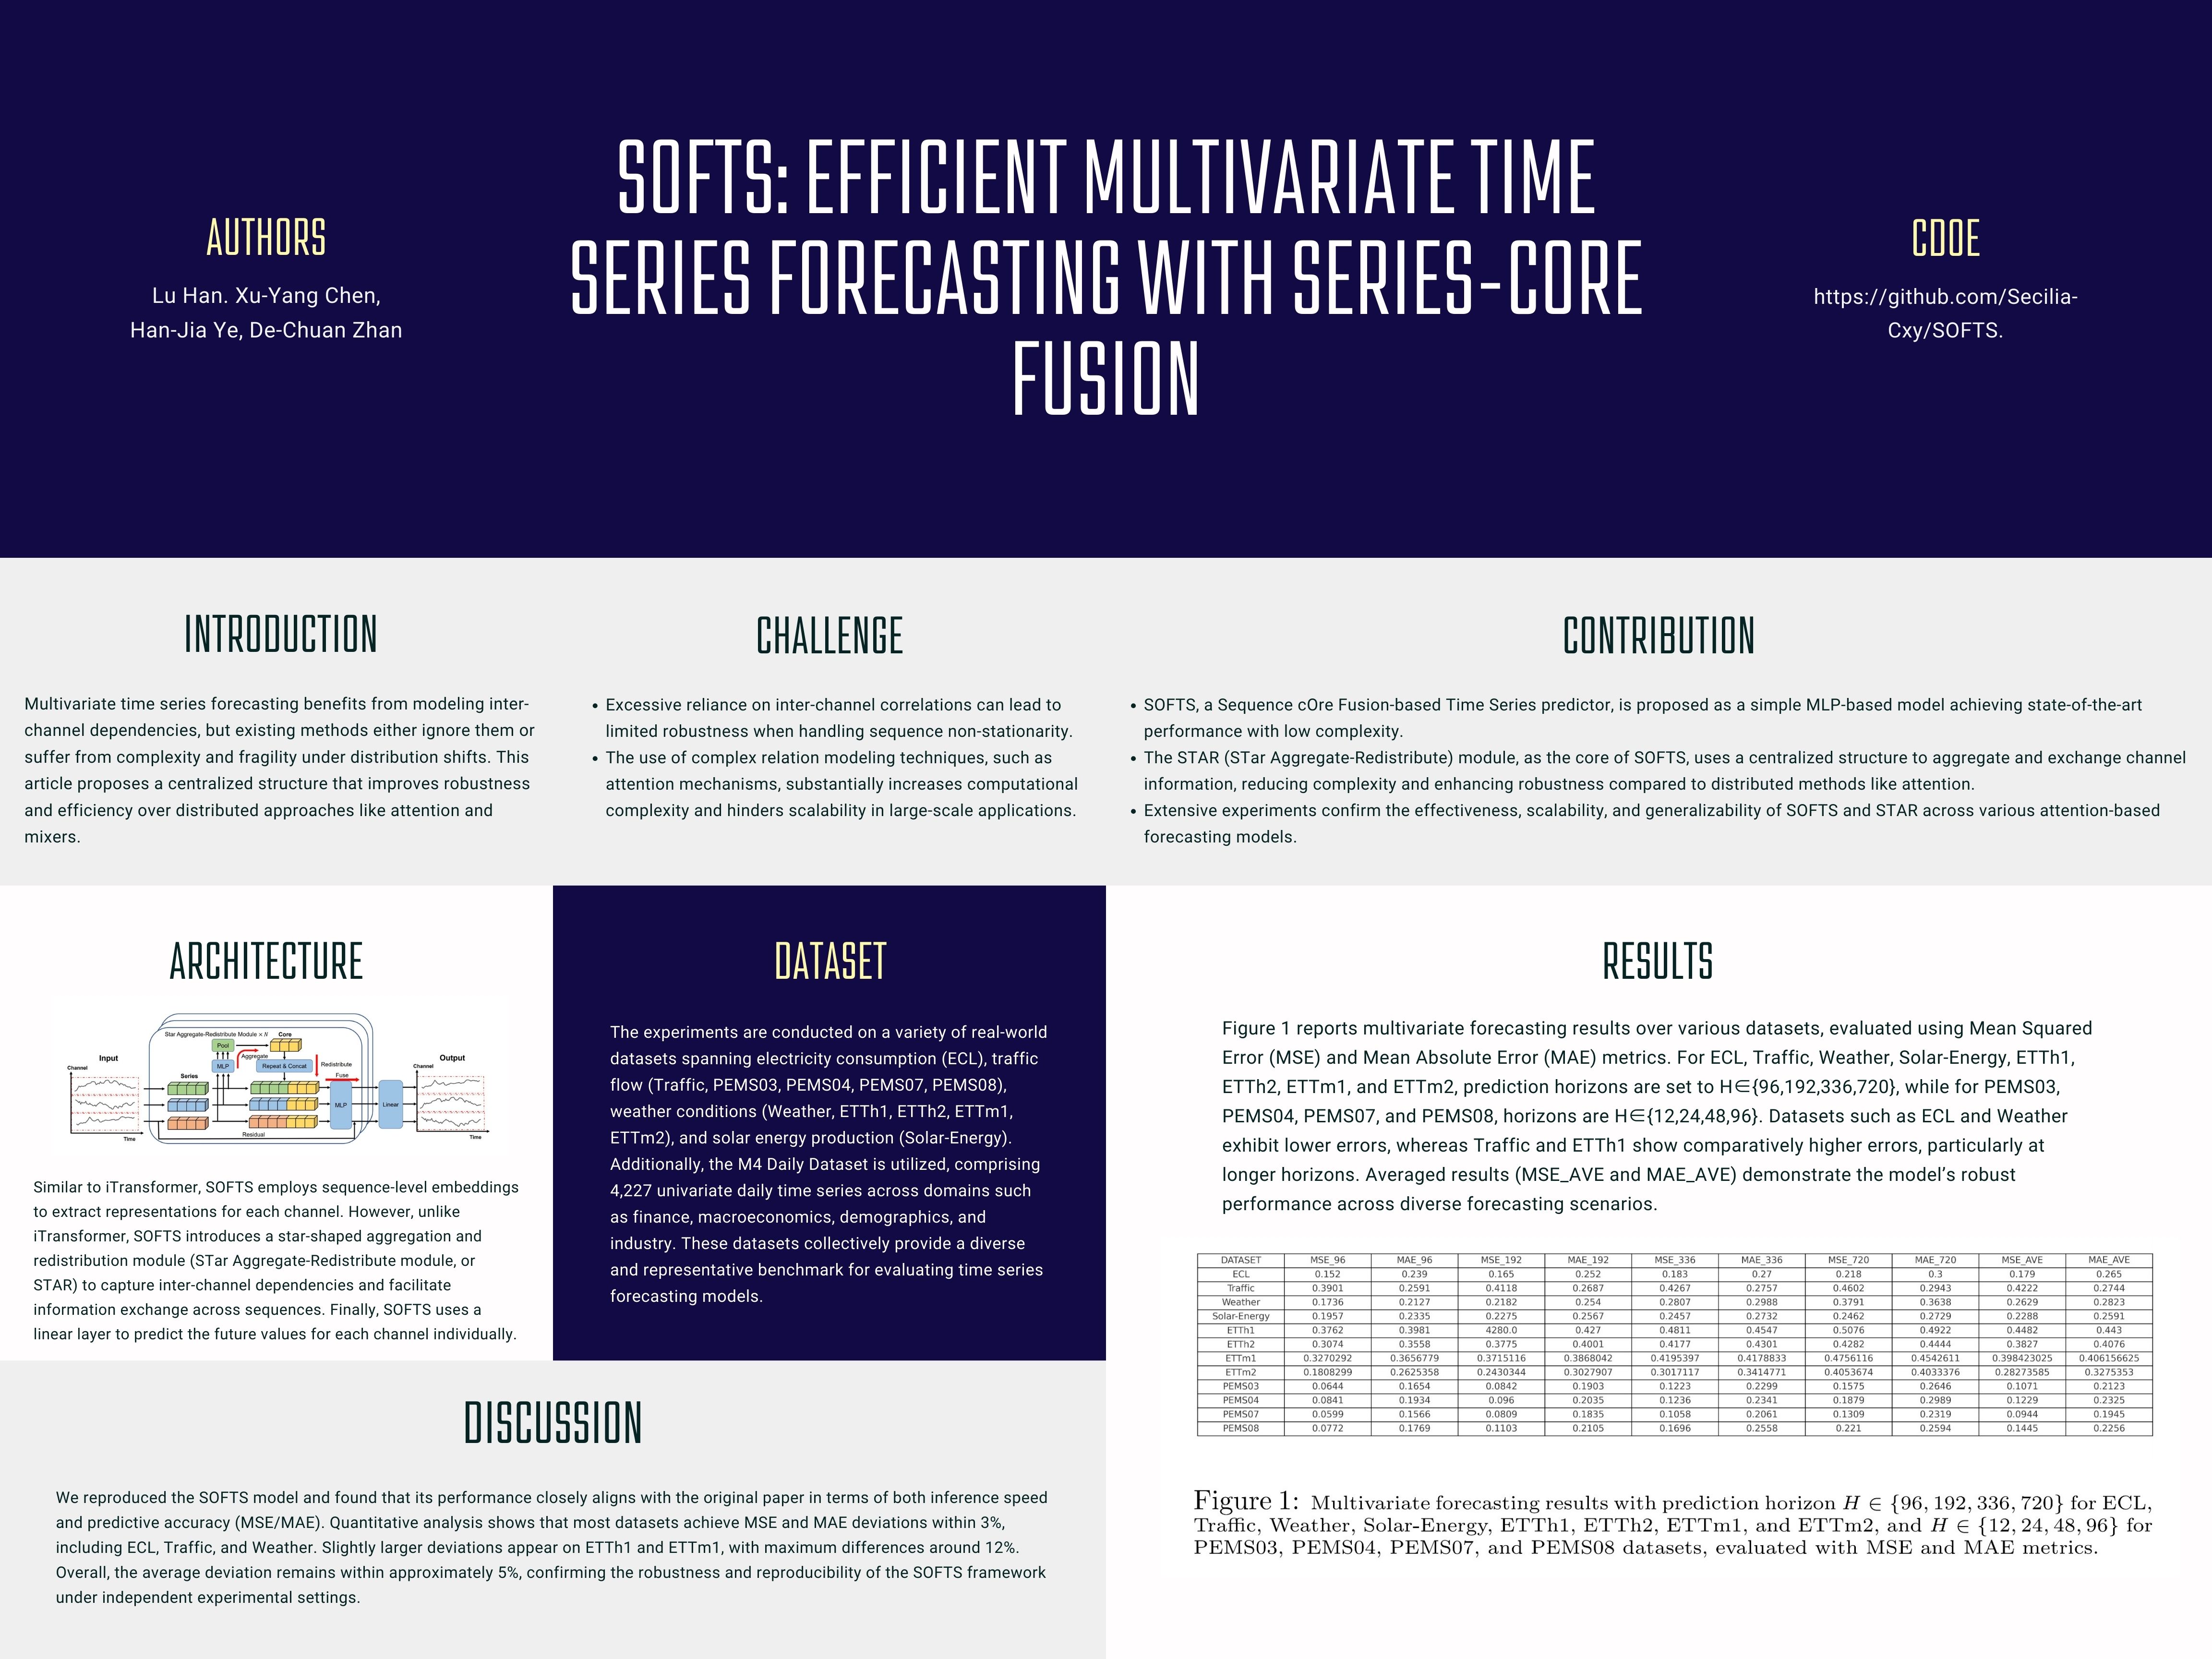 AUTHORS
Lu Han. Xu-Yang Chen,
Han-Jia Ye, De-Chuan Zhan
SOFTS: EFFICIENT MULTIVARIATE TIME
SERIES FORECASTING WITH SERIES-CORE
FUSION
CDOE
https://github.com/Secilia-
Cxy/SOFTS.
INTRODUCTION
Multivariate time series forecasting benefits from modeling inter-
channel dependencies, but existing methods either ignore them or
suffer from complexity and fragility under distribution shifts. This
article proposes a centralized structure that improves robustness
and efficiency over distributed approaches like attention and
mixers.
CHALLENGE
• Excessive reliance on inter-channel correlations can lead to
limited robustness when handling sequence non-stationarity.
• The use of complex relation modeling techniques, such as
attention mechanisms, substantially increases computational
complexity and hinders scalability in large-scale applications.
CONTRIBUTION
• SOFTS, a Sequence cOre Fusion-based Time Series predictor, is proposed as a simple MLP-based model achieving state-of-the-art
performance with low complexity.
• The STAR (STar Aggregate-Redistribute) module, as the core of SOFTS, uses a centralized structure to aggregate and exchange channel
information, reducing complexity and enhancing robustness compared to distributed methods like attention.
• Extensive experiments confirm the effectiveness, scalability, and generalizability of SOFTS and STAR across various attention-based
forecasting models.
ARCHITECTURE
Star Aggregate-Redistribute Module × N
Core
Pool
Aggregate
Input
MLP
Repeat & Concat
Redistribute
Output
Channel
Series
Fuse
Channel
MLP
Linear
Residual
Time
Time
Similar to iTransformer, SOFTS employs sequence-level embeddings
to extract representations for each channel. However, unlike
iTransformer, SOFTS introduces a star-shaped aggregation and
redistribution module (STar Aggregate-Redistribute module, or
STAR) to capture inter-channel dependencies and facilitate
information exchange across sequences. Finally, SOFTS uses a
linear layer to predict the future values for each channel individually.
DATASET
The experiments are conducted on a variety of real-world
datasets spanning electricity consumption (ECL), traffic
flow (Traffic, PEMS03, PEMS04, PEMS07, PEMS08),
weather conditions (Weather, ETTh1, ETTh2, ETTm1,
ETTm2), and solar energy production (Solar-Energy).
Additionally, the M4 Daily Dataset is utilized, comprising
4,227 univariate daily time series across domains such
as finance, macroeconomics, demographics, and
industry. These datasets collectively provide a diverse
and representative benchmark for evaluating time series
forecasting models.
RESULTS
Figure 1 reports multivariate forecasting results over various datasets, evaluated using Mean Squared
Error (MSE) and Mean Absolute Error (MAE) metrics. For ECL, Traffic, Weather, Solar-Energy, ETTh1,
ETTh2, ETTm1, and ETTm2, prediction horizons are set to H∈{96,192,336,720}, while for PEMS03,
PEMS04, PEMS07, and PEMS08, horizons are H∈{12,24,48,96}. Datasets such as ECL and Weather
exhibit lower errors, whereas Traffic and ETTh1 show comparatively higher errors, particularly at
longer horizons. Averaged results (MSE_AVE and MAE_AVE) demonstrate the model's robust
performance across diverse forecasting scenarios.
DATASET MSE_96 MAE_96 MSE_192 MAE_192 MSE_336 MAE_336 MSE_720 MAE_720 MSE_AVE MAE_AVE
ECL 0.152 0.239 0.165 0.252 0.183 0.27 0.218 0.3 0.179 0.265
Traffic 0.3901 0.2591 0.4118 0.2687 0.4267 0.2757 0.4602 0.2943 0.4222 0.2744
Weather 0.1736 0.2127 0.2182 0.254 0.2807 0.2988 0.3791 0.3638 0.2629 0.2823
Solar-Energy 0.1957 0.2335 0.2275 0.2567 0.2457 0.2732 0.2462 0.2729 0.2288 0.2591
ETTh1 0.3762 0.3981 4280.0 0.427 0.4811 0.4547 0.5076 0.4922 0.4482 0.443
ETTh2 0.3074 0.3558 0.3775 0.4001 0.4177 0.4301 0.4282 0.4444 0.3827 0.4076
ETTm1 0.3270292 0.3656779 0.3715116 0.3868042 0.4195397 0.4178833 0.4756116 0.4542611 0.398423025 0.406156625
ETTm2 0.1808299 0.2625358 0.2430344 0.3027907 0.3017117 0.3414771 0.4053674 0.4033376 0.28273585 0.3275353
PEMS03 0.0644 0.1654 0.0842 0.1903 0.1223 0.2299 0.1575 0.2646 0.1071 0.2123
PEMS04 0.0841 0.1934 0.096 0.2035 0.1236 0.2341 0.1879 0.2989 0.1229 0.2325
PEMS07 0.0599 0.1566 0.0809 0.1835 0.1058 0.2061 0.1309 0.2319 0.0944 0.1945
PEMS08 0.0772 0.1769 0.1103 0.2105 0.1696 0.2558 0.221 0.2594 0.1445 0.2256
Figure 1: Multivariate forecasting results with prediction horizon H ∈ {96, 192, 336, 720} for ECL,
Traffic, Weather, Solar-Energy, ETTh1, ETTh2, ETTm1, and ETTm2, and H ∈ {12, 24, 48, 96} for
PEMS03, PEMS04, PEMS07, and PEMS08 datasets, evaluated with MSE and MAE metrics.
DISCUSSION
We reproduced the SOFTS model and found that its performance closely aligns with the original paper in terms of both inference speed
and predictive accuracy (MSE/MAE). Quantitative analysis shows that most datasets achieve MSE and MAE deviations within 3%,
including ECL, Traffic, and Weather. Slightly larger deviations appear on ETTh1 and ETTm1, with maximum differences around 12%.
Overall, the average deviation remains within approximately 5%, confirming the robustness and reproducibility of the SOFTS framework
under independent experimental settings.